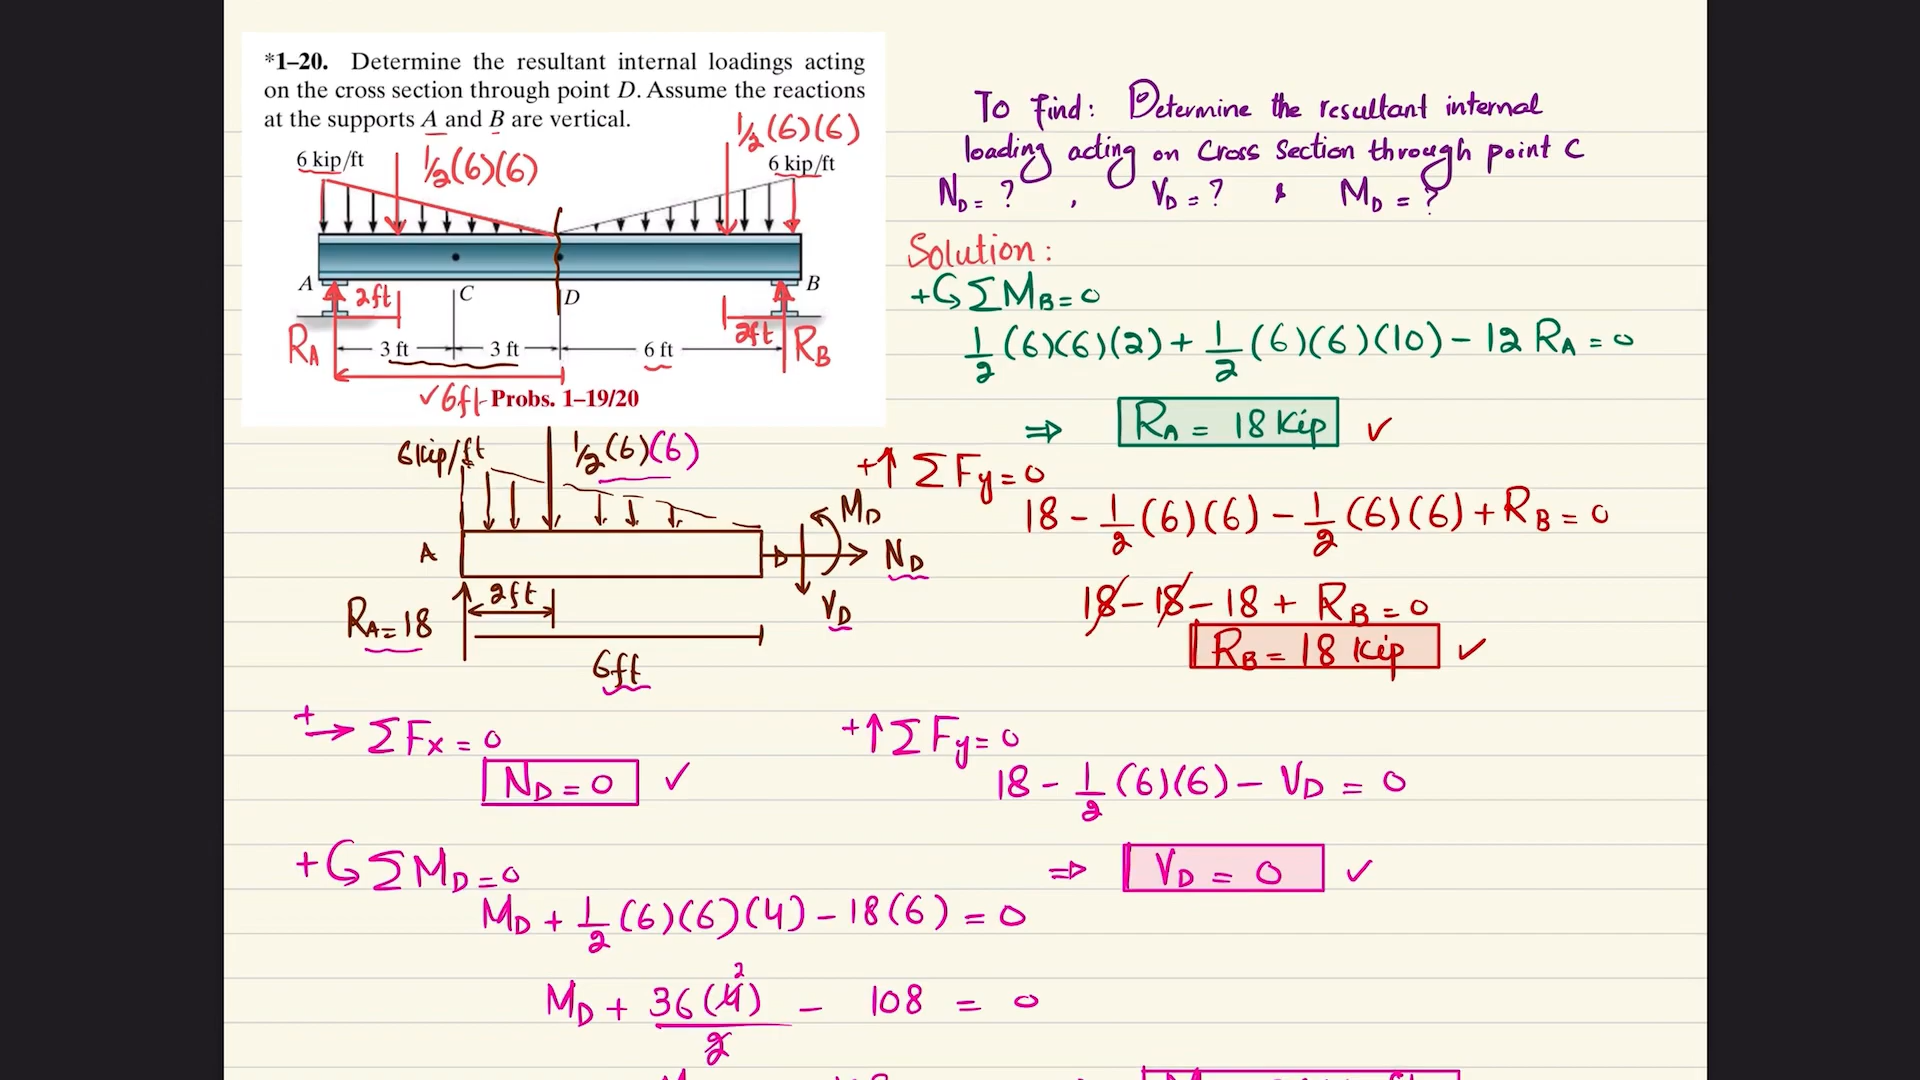 *1–20. Determine the resultant internal loadings acting
on the cross section through point D. Assume the reactions
at the supports A and B are vertical.
½(6)(6)
6 kip/ft
½(6)(6)
6 kip/ft
A
2ft
C
D
B
RA
3 ft
3 ft
6 ft
2ft
RB
✓6ft
Probs. 1–19/20
To find: Determine the resultant internal
loading acting on Cross Section through point C
ND = ? , VD = ? & MD = ?
Solution:
+↺ ΣMB = 0
1/2 (6)(6)(2) + 1/2 (6)(6)(10) - 12 RA = 0
⇒ RA = 18 Kip ✓
+↑ ΣFy = 0
18 - 1/2 (6)(6) - 1/2 (6)(6) + RB = 0
18 - 18 - 18 + RB = 0
RB = 18 Kip ✓
6kip/ft
½(6)(6)
MD
A
D
ND
VD
2ft
RA = 18
6ft
+→ ΣFx = 0
ND = 0 ✓
+↑ ΣFy = 0
18 - 1/2 (6)(6) - VD = 0
⇒ VD = 0 ✓
+↺ ΣMD = 0
MD + 1/2 (6)(6)(4) - 18(6) = 0
MD + 36(4)/2 - 108 = 0
2